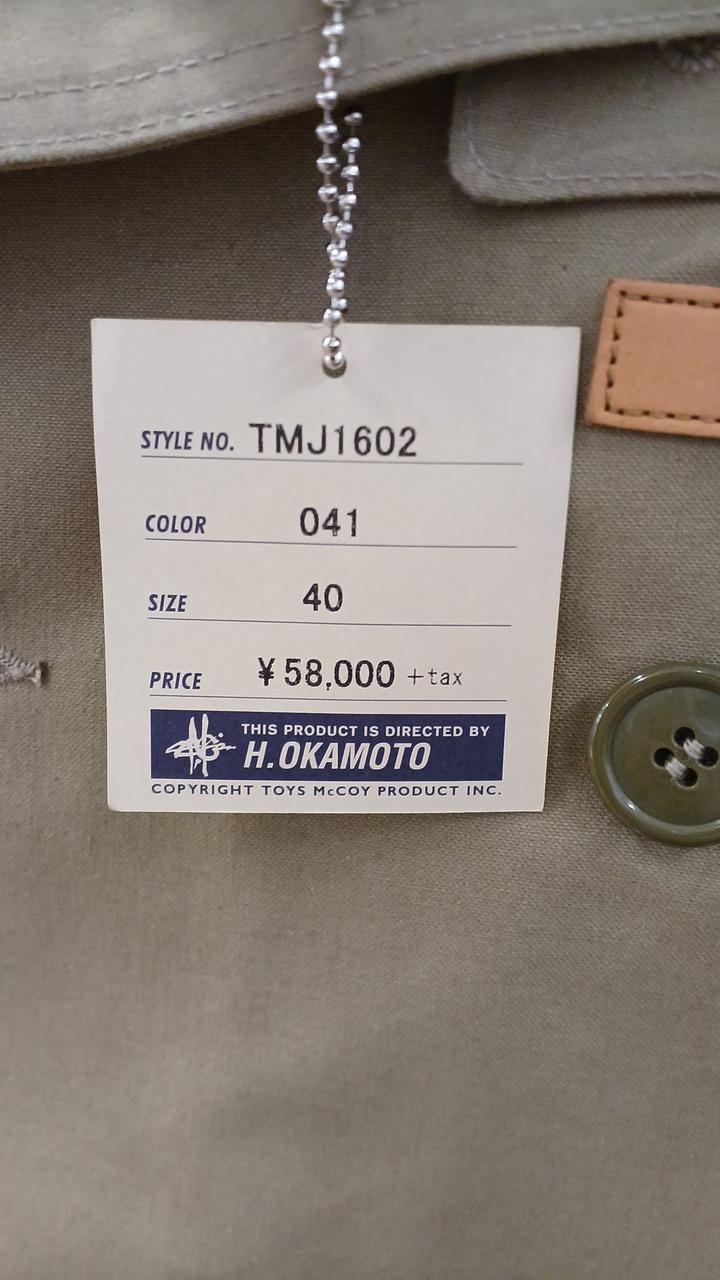 STYLE NO. TMJ1602
COLOR 041
SIZE 40
PRICE ¥58,000 +tax
THIS PRODUCT IS DIRECTED BY
H.OKAMOTO
COPYRIGHT TOYS McCOY PRODUCT INC.